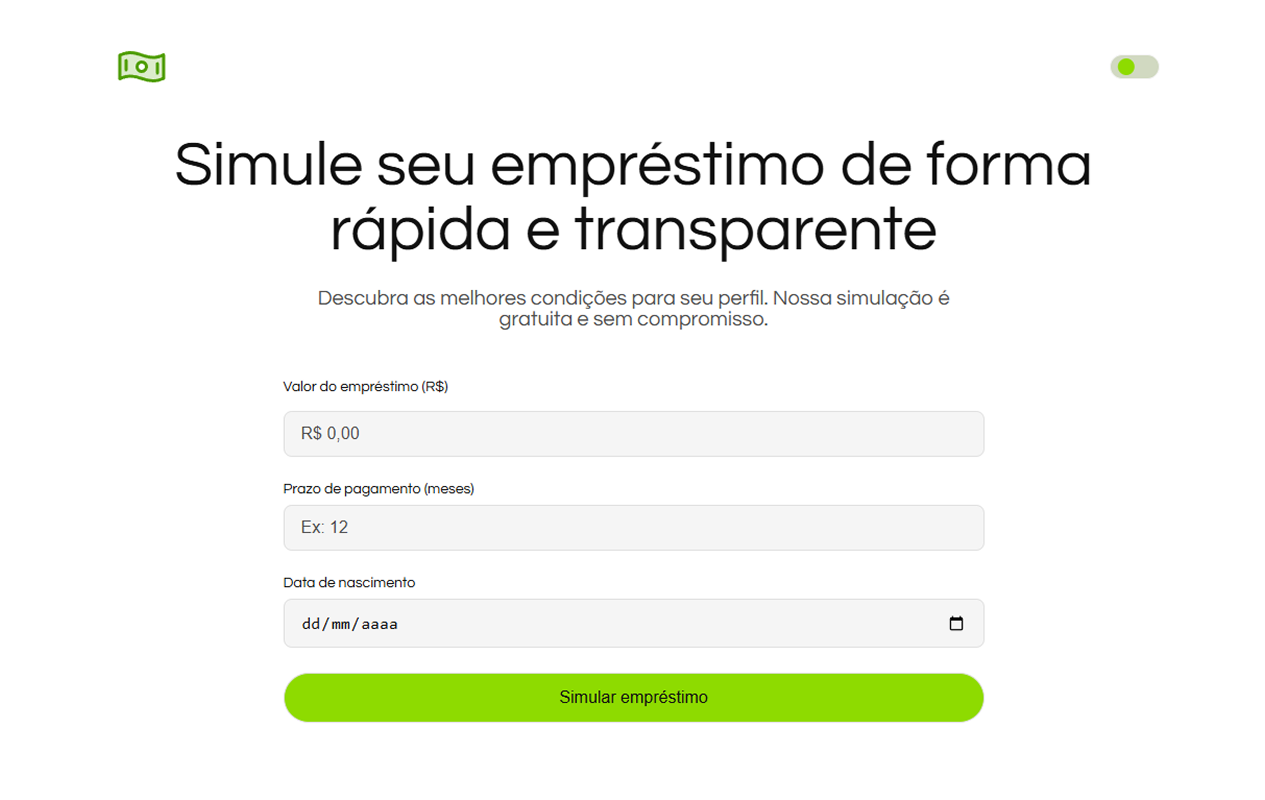 Simule seu empréstimo de forma
rápida e transparente
Descubra as melhores condições para seu perfil. Nossa simulação é
gratuita e sem compromisso.
Valor do empréstimo (R$)
R$ 0,00
Prazo de pagamento (meses)
Ex: 12
Data de nascimento
dd/mm/aaaa
Simular empréstimo